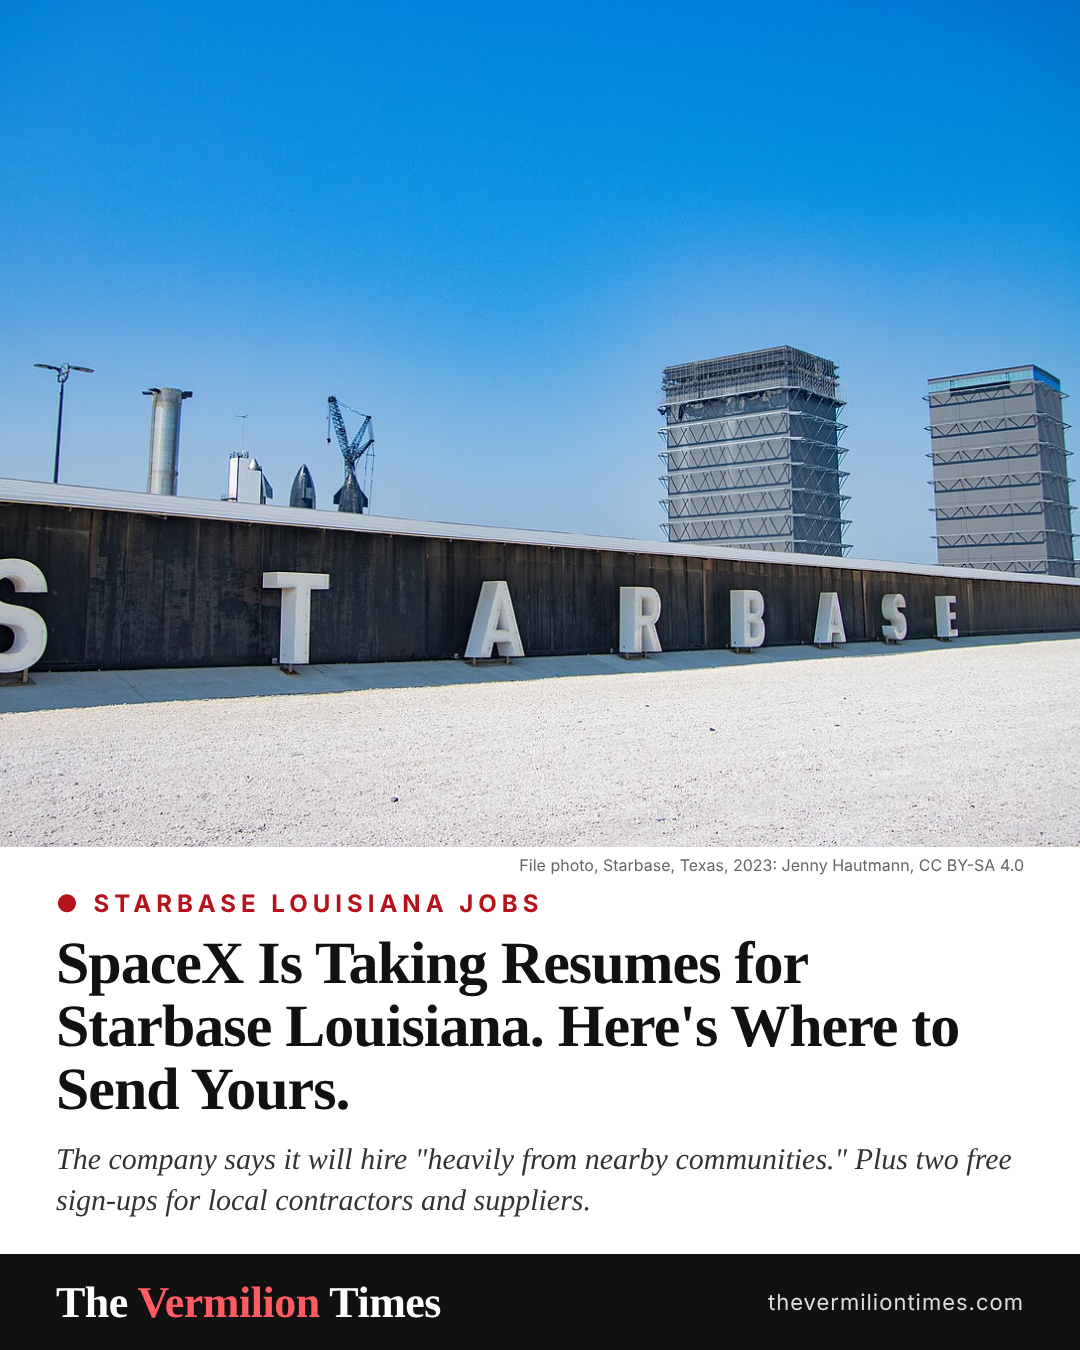 STARBASE
File photo, Starbase, Texas, 2023: Jenny Hautmann, CC BY-SA 4.0
STARBASE LOUISIANA JOBS
SpaceX Is Taking Resumes for
Starbase Louisiana. Here's Where to
Send Yours.
The company says it will hire "heavily from nearby communities." Plus two free
sign-ups for local contractors and suppliers.
The Vermilion Times
thevermiliontimes.com